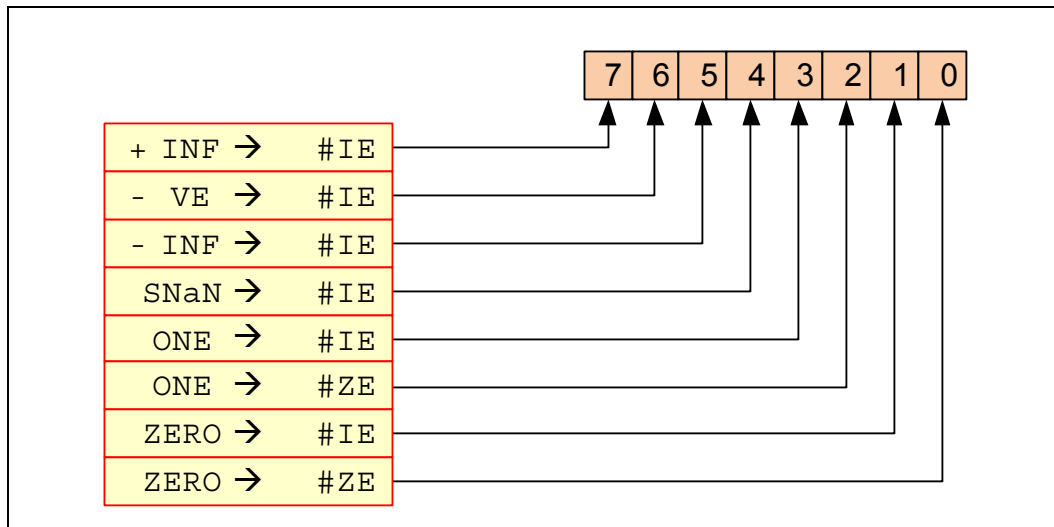 7 6 5 4 3 2 1 0
+ INF → #IE
- VE → #IE
- INF → #IE
SNaN → #IE
ONE → #IE
ONE → #ZE
ZERO → #IE
ZERO → #ZE